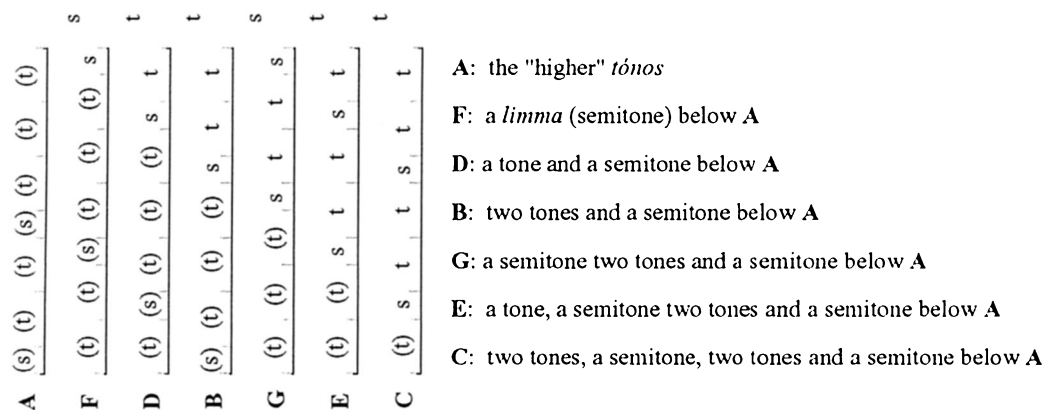 A (s) (t) (t) (s) (t) (t) (t)
s
F (t) (t) (s) (t) (t) (t) s
t
D (t) (s) (t) (t) (t) s t
t
B (s) (t) (t) (t) s t t
s
G (t) (t) (t) s t t s
t
E (t) (t) s t t s t
t
C (t) s t t s t t
A: the "higher" tónos
F: a limma (semitone) below A
D: a tone and a semitone below A
B: two tones and a semitone below A
G: a semitone two tones and a semitone below A
E: a tone, a semitone two tones and a semitone below A
C: two tones, a semitone, two tones and a semitone below A